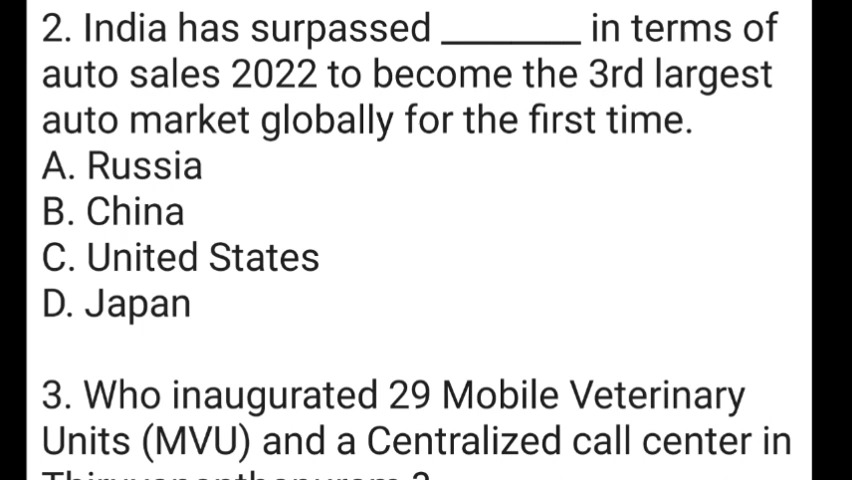 2. India has surpassed ________ in terms of
auto sales 2022 to become the 3rd largest
auto market globally for the first time.
A. Russia
B. China
C. United States
D. Japan
3. Who inaugurated 29 Mobile Veterinary
Units (MVU) and a Centralized call center in